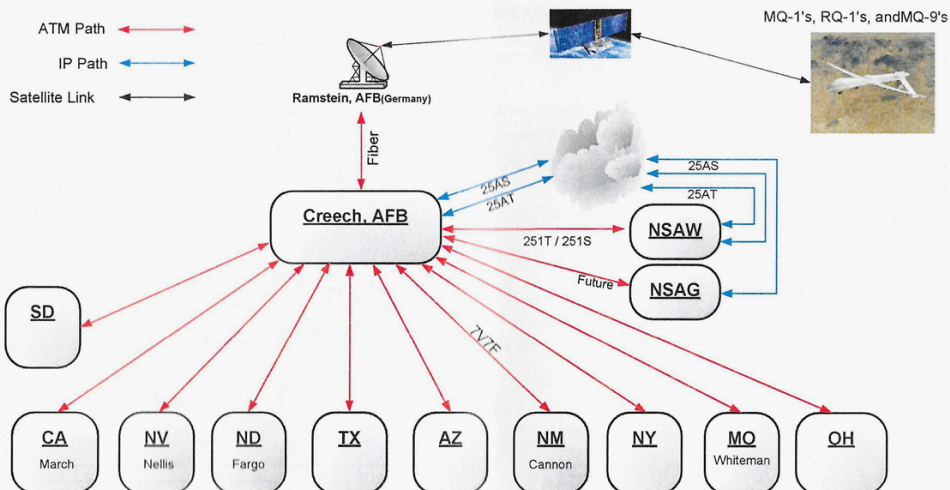 MQ-1's, RQ-1's, andMQ-9's
ATM Path
IP Path
Satellite Link
Ramstein, AFB(Germany)
Fiber
25AS
25AT
25AS
25AT
Creech, AFB
251T / 251S
NSAW
Future
NSAG
SD
7V7F
CA
March
NV
Nellis
ND
Fargo
TX
AZ
NM
Cannon
NY
MO
Whiteman
OH